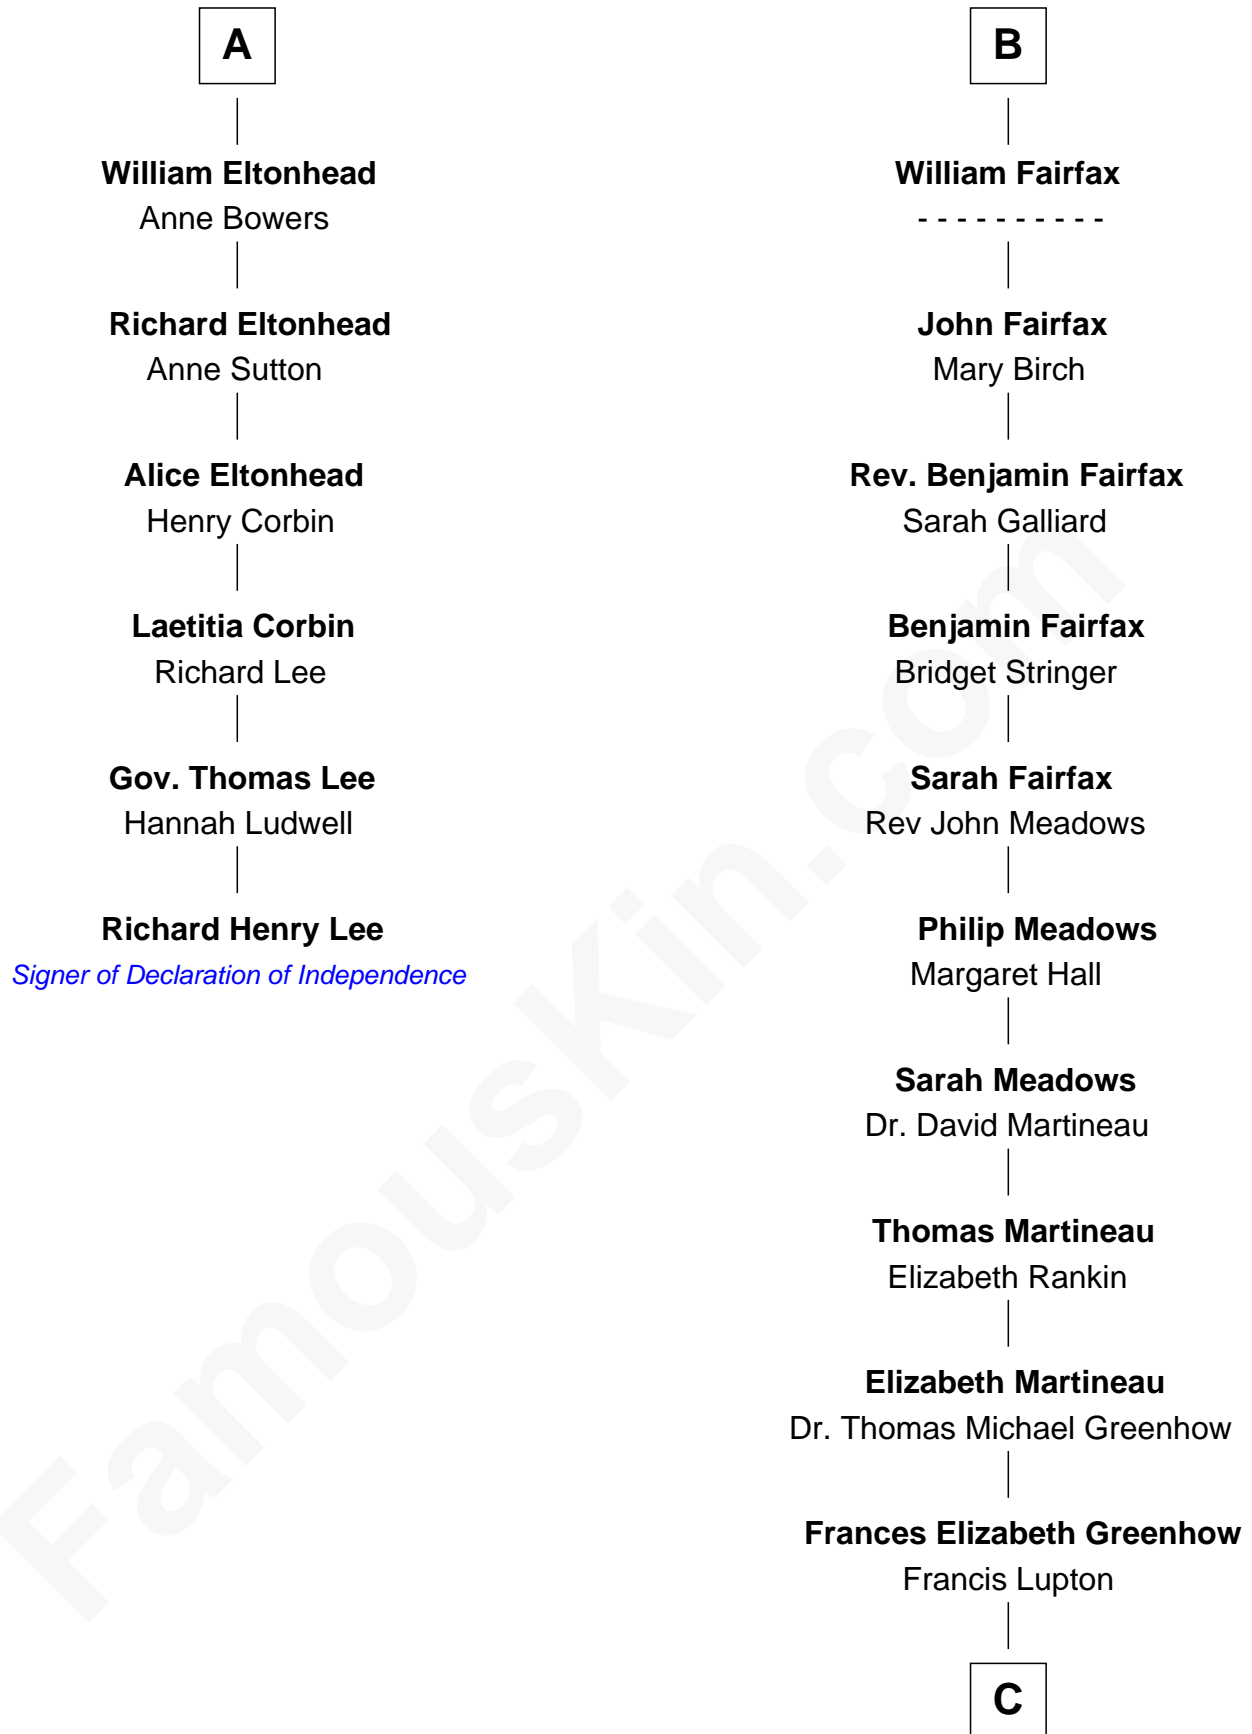 A
William Eltonhead
Anne Bowers
Richard Eltonhead
Anne Sutton
Alice Eltonhead
Henry Corbin
Laetitia Corbin
Richard Lee
Gov. Thomas Lee
Hannah Ludwell
Richard Henry Lee
Signer of Declaration of Independence
B
William Fairfax
- - - - - - - - - -
John Fairfax
Mary Birch
Rev. Benjamin Fairfax
Sarah Galliard
Benjamin Fairfax
Bridget Stringer
Sarah Fairfax
Rev John Meadows
Philip Meadows
Margaret Hall
Sarah Meadows
Dr. David Martineau
Thomas Martineau
Elizabeth Rankin
Elizabeth Martineau
Dr. Thomas Michael Greenhow
Frances Elizabeth Greenhow
Francis Lupton
C
FamousKin.com